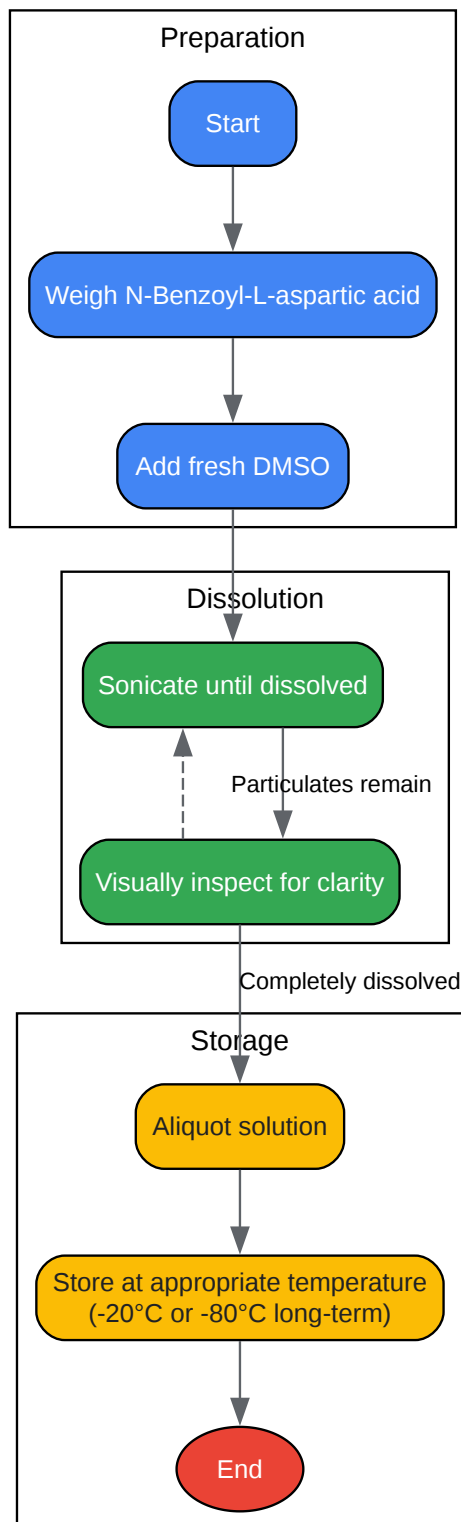 Preparation
Start
Weigh N-Benzoyl-L-aspartic acid
Add fresh DMSO
Dissolution
Sonicate until dissolved
Particulates remain
Visually inspect for clarity
Completely dissolved
Storage
Aliquot solution
Store at appropriate temperature
(-20°C or -80°C long-term)
End